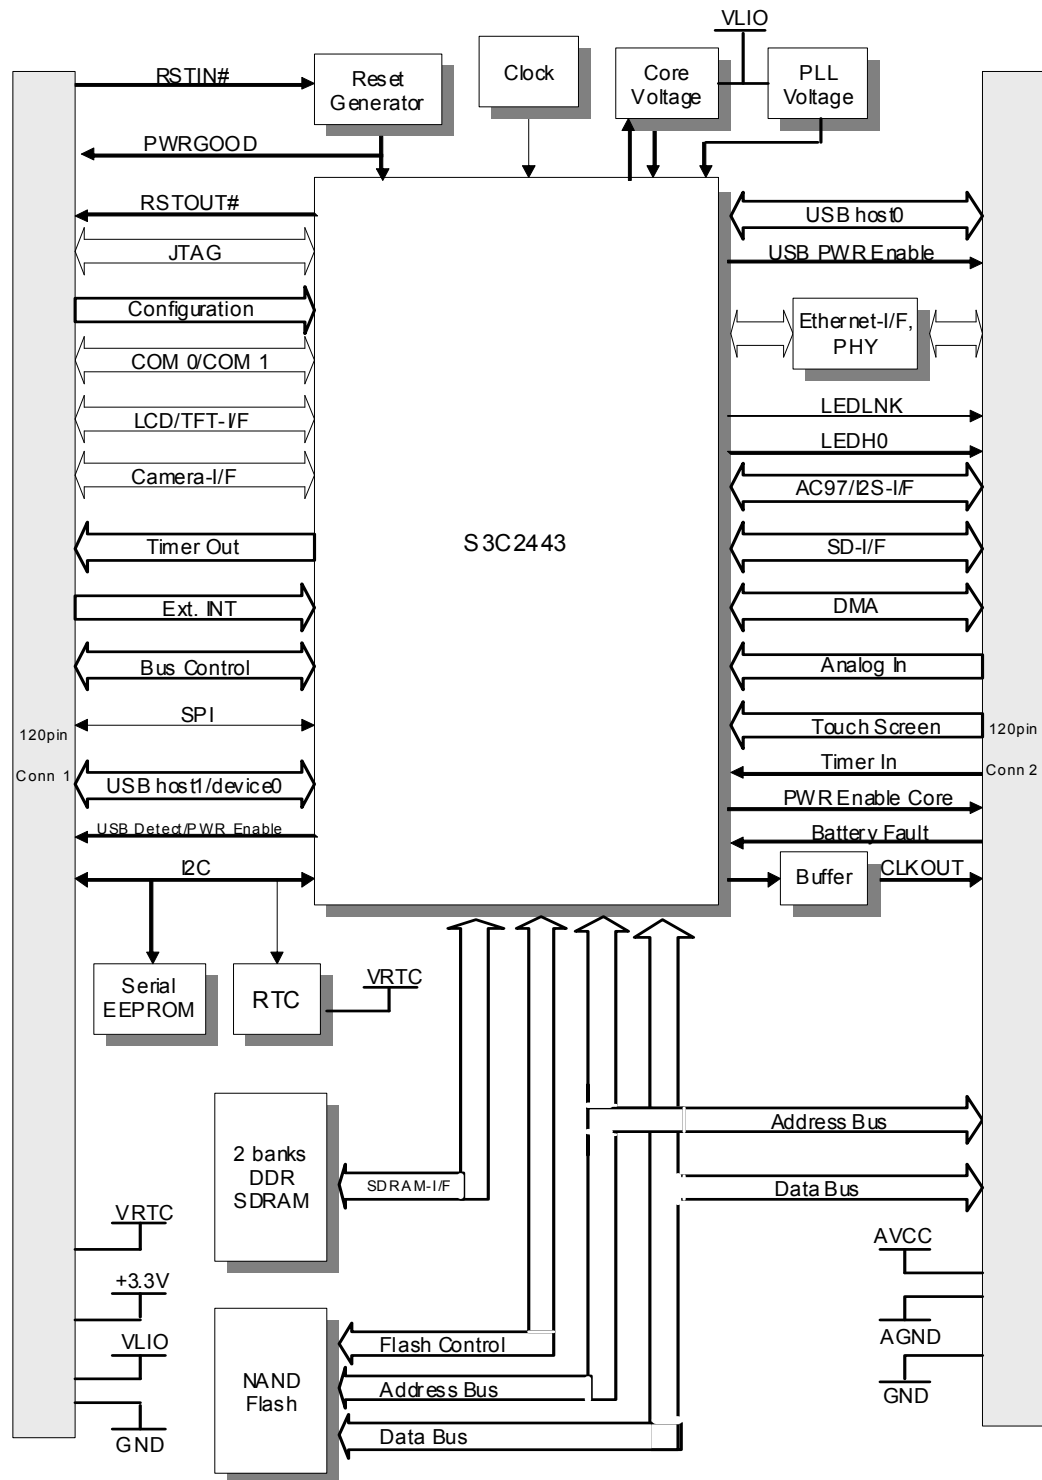 VLIO
RSTIN#
Reset
Generator
Clock
Core
Voltage
PLL
Voltage
PWRGOOD
RSTOUT#
JTAG
Configuration
COM 0/COM 1
LCD/TFT-I/F
Camera-I/F
Timer Out
Ext. INT
Bus Control
SPI
120pin
Conn 1
USB host1/device0
USB Detect/PWR Enable
I2C
S3C2443
USB host0
USB PWR Enable
Ethernet-I/F,
PHY
LEDLNK
LEDH0
AC97/I2S-I/F
SD-I/F
DMA
Analog In
Touch Screen
120pin
Conn 2
Timer In
PWR Enable Core
Battery Fault
Buffer
CLKOUT
Serial
EEPROM
RTC
VRTC
2 banks
DDR
SDRAM
SDRAM-I/F
Address Bus
Data Bus
VRTC
+3.3V
VLIO
GND
AVCC
AGND
GND
NAND
Flash
Flash Control
Address Bus
Data Bus